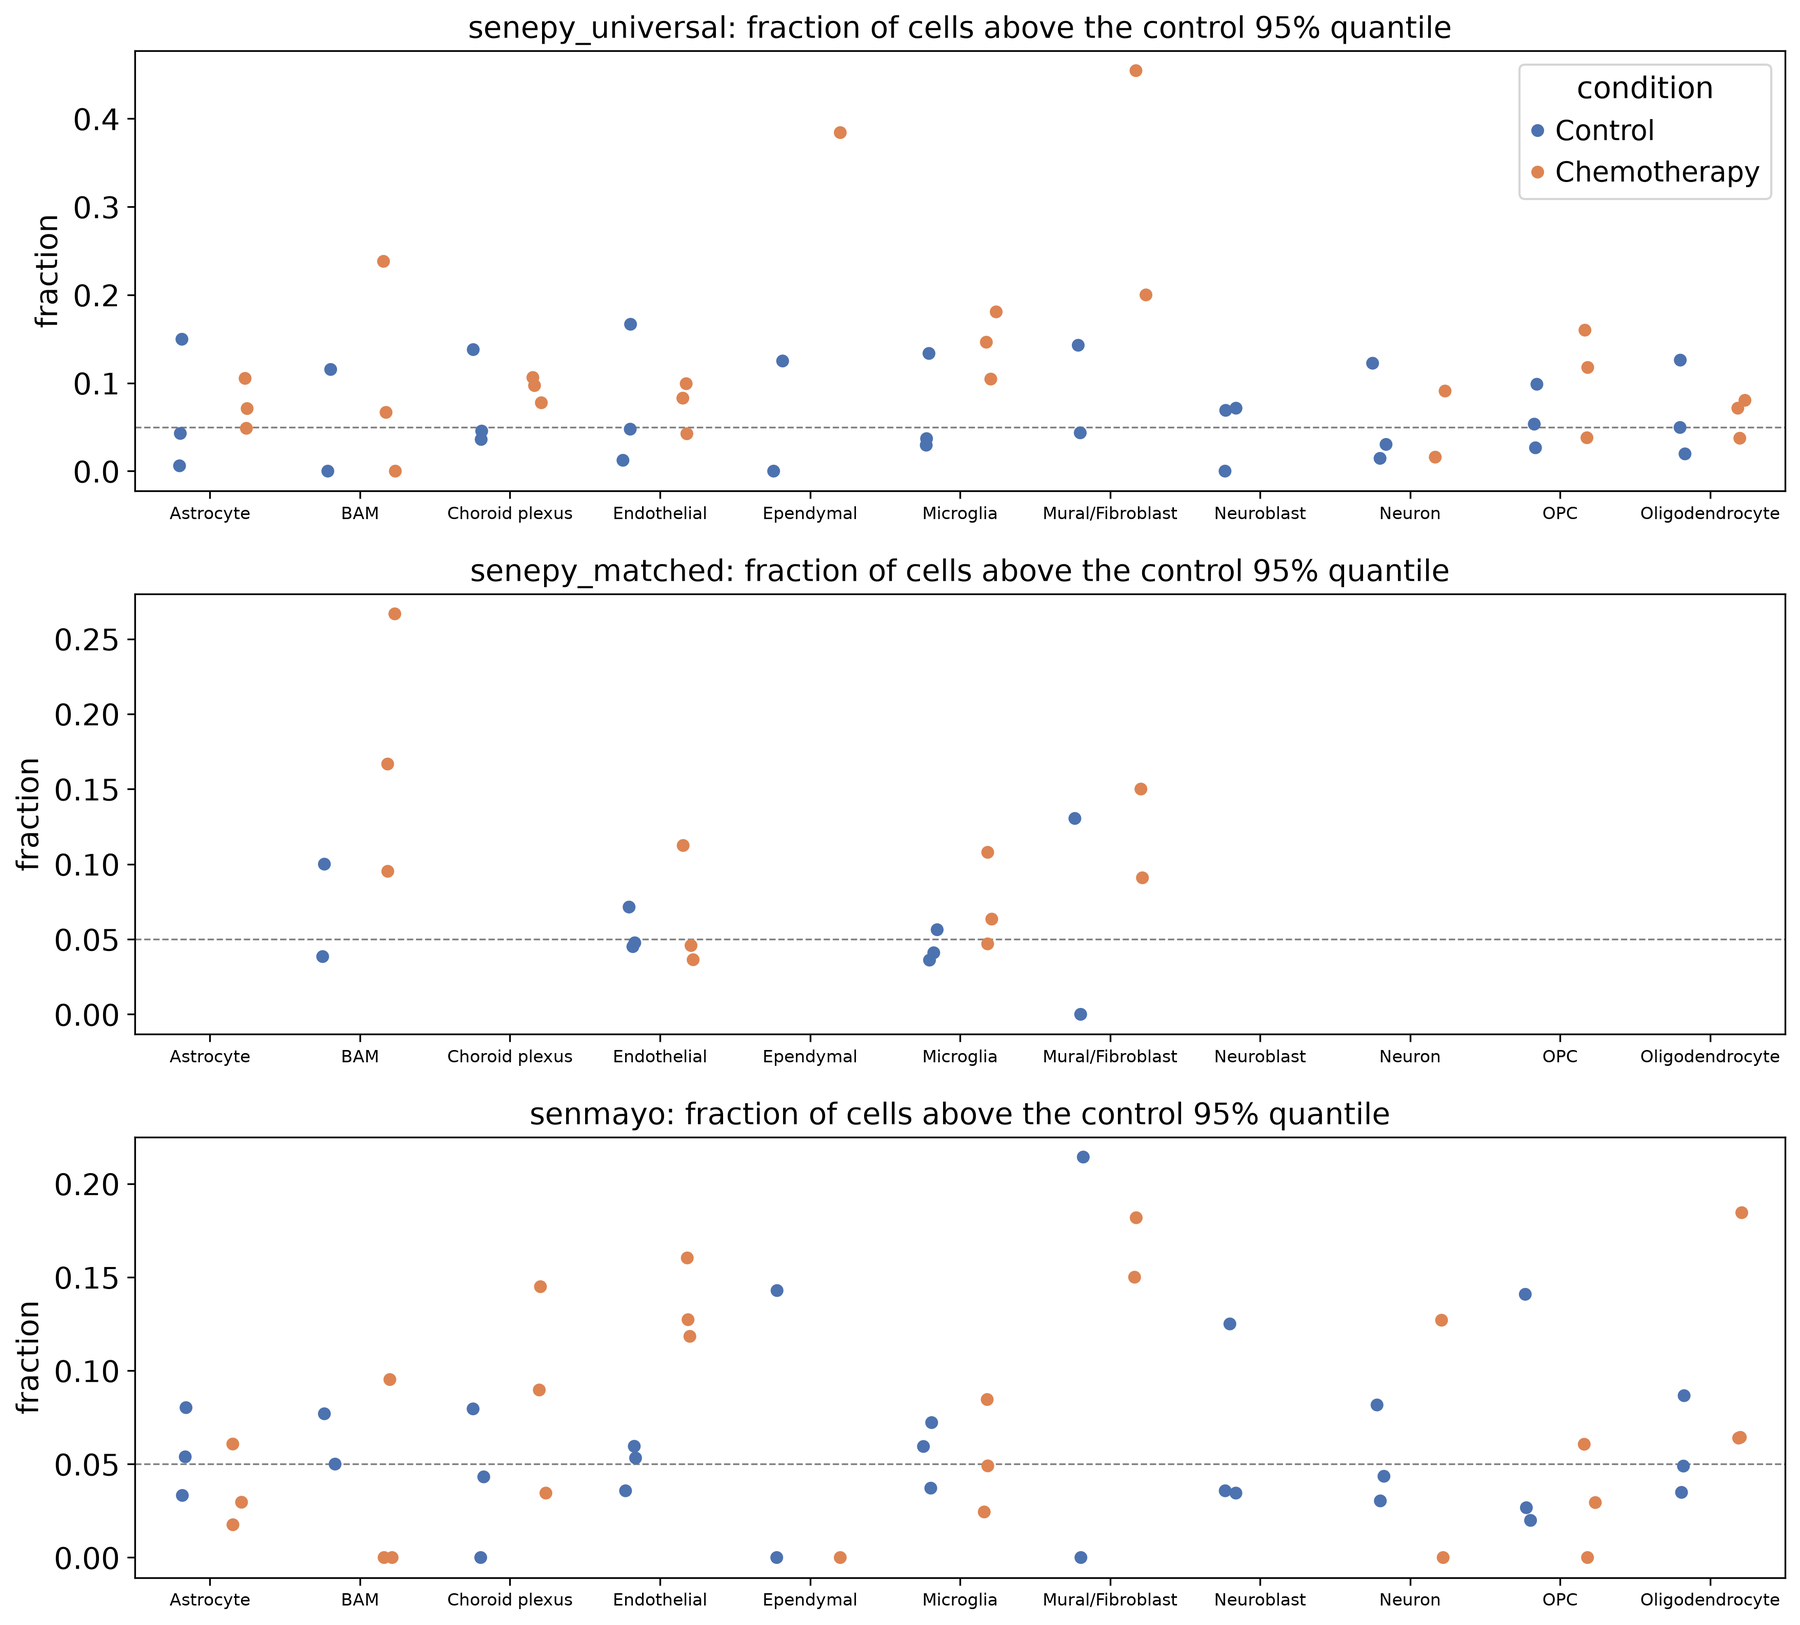 senepy_universal: fraction of cells above the control 95% quantile
condition
Control
Chemotherapy
fraction
0.4
0.3
0.2
0.1
0.0
Astrocyte BAM Choroid plexus Endothelial Ependymal Microglia Mural/Fibroblast Neuroblast Neuron OPC Oligodendrocyte
senepy_matched: fraction of cells above the control 95% quantile
fraction
0.25
0.20
0.15
0.10
0.05
0.00
Astrocyte BAM Choroid plexus Endothelial Ependymal Microglia Mural/Fibroblast Neuroblast Neuron OPC Oligodendrocyte
senmayo: fraction of cells above the control 95% quantile
fraction
0.20
0.15
0.10
0.05
0.00
Astrocyte BAM Choroid plexus Endothelial Ependymal Microglia Mural/Fibroblast Neuroblast Neuron OPC Oligodendrocyte